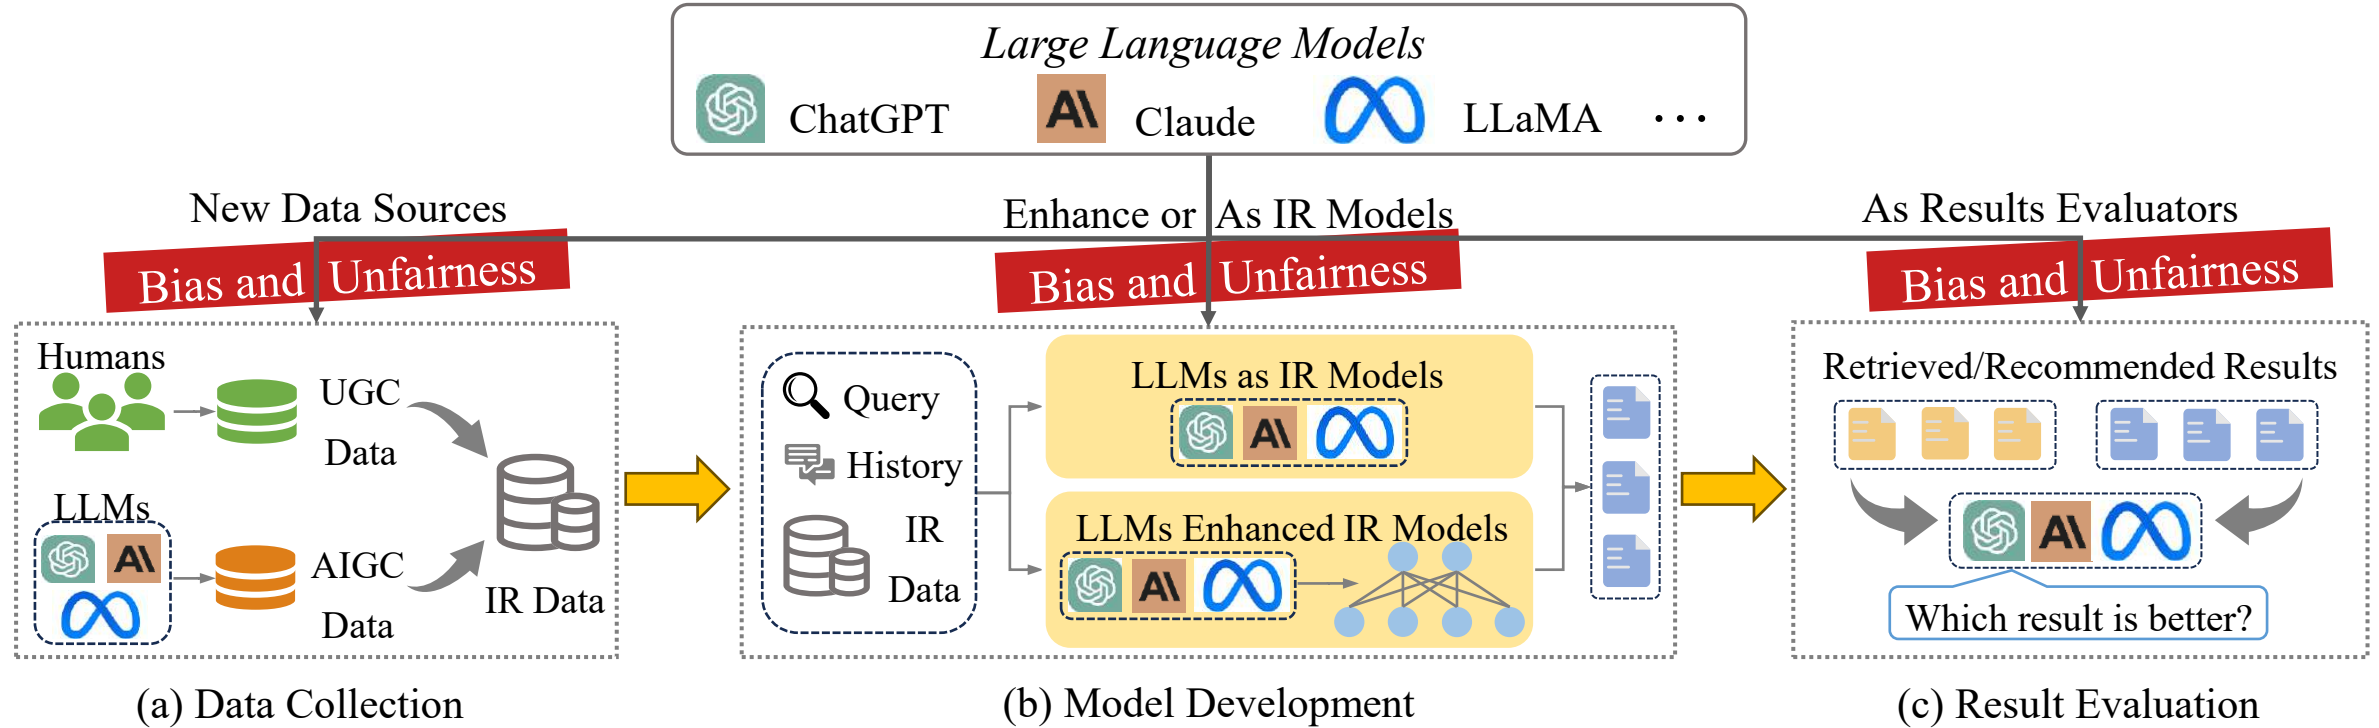 Large Language Models
ChatGPT
Claude
LLaMA
...
New Data Sources
Enhance or As IR Models
As Results Evaluators
Bias and Unfairness
Bias and Unfairness
Bias and Unfairness
Humans
UGC
Data
LLMs
AIGC
Data
IR Data
Query
History
IR
Data
LLMs as IR Models
LLMs Enhanced IR Models
Retrieved/Recommended Results
Which result is better?
(a) Data Collection
(b) Model Development
(c) Result Evaluation